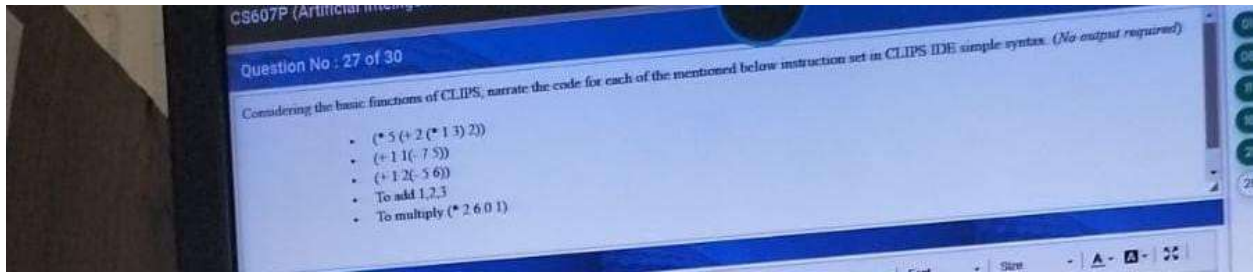 CS607P (Artificial
Question No : 27 of 30
Considering the basic functions of CLIPS, narrate the code for each of the mentioned below instruction set in CLIPS IDE simple syntax. (No output required)
• (* 5 (+ 2 (* 1 3) 2))
• (+ 1 1(- 7 5))
• (+ 1 2(- 5 6))
• To add 1,2,3
• To multiply (* 2 6 0 1)
Size
A
A